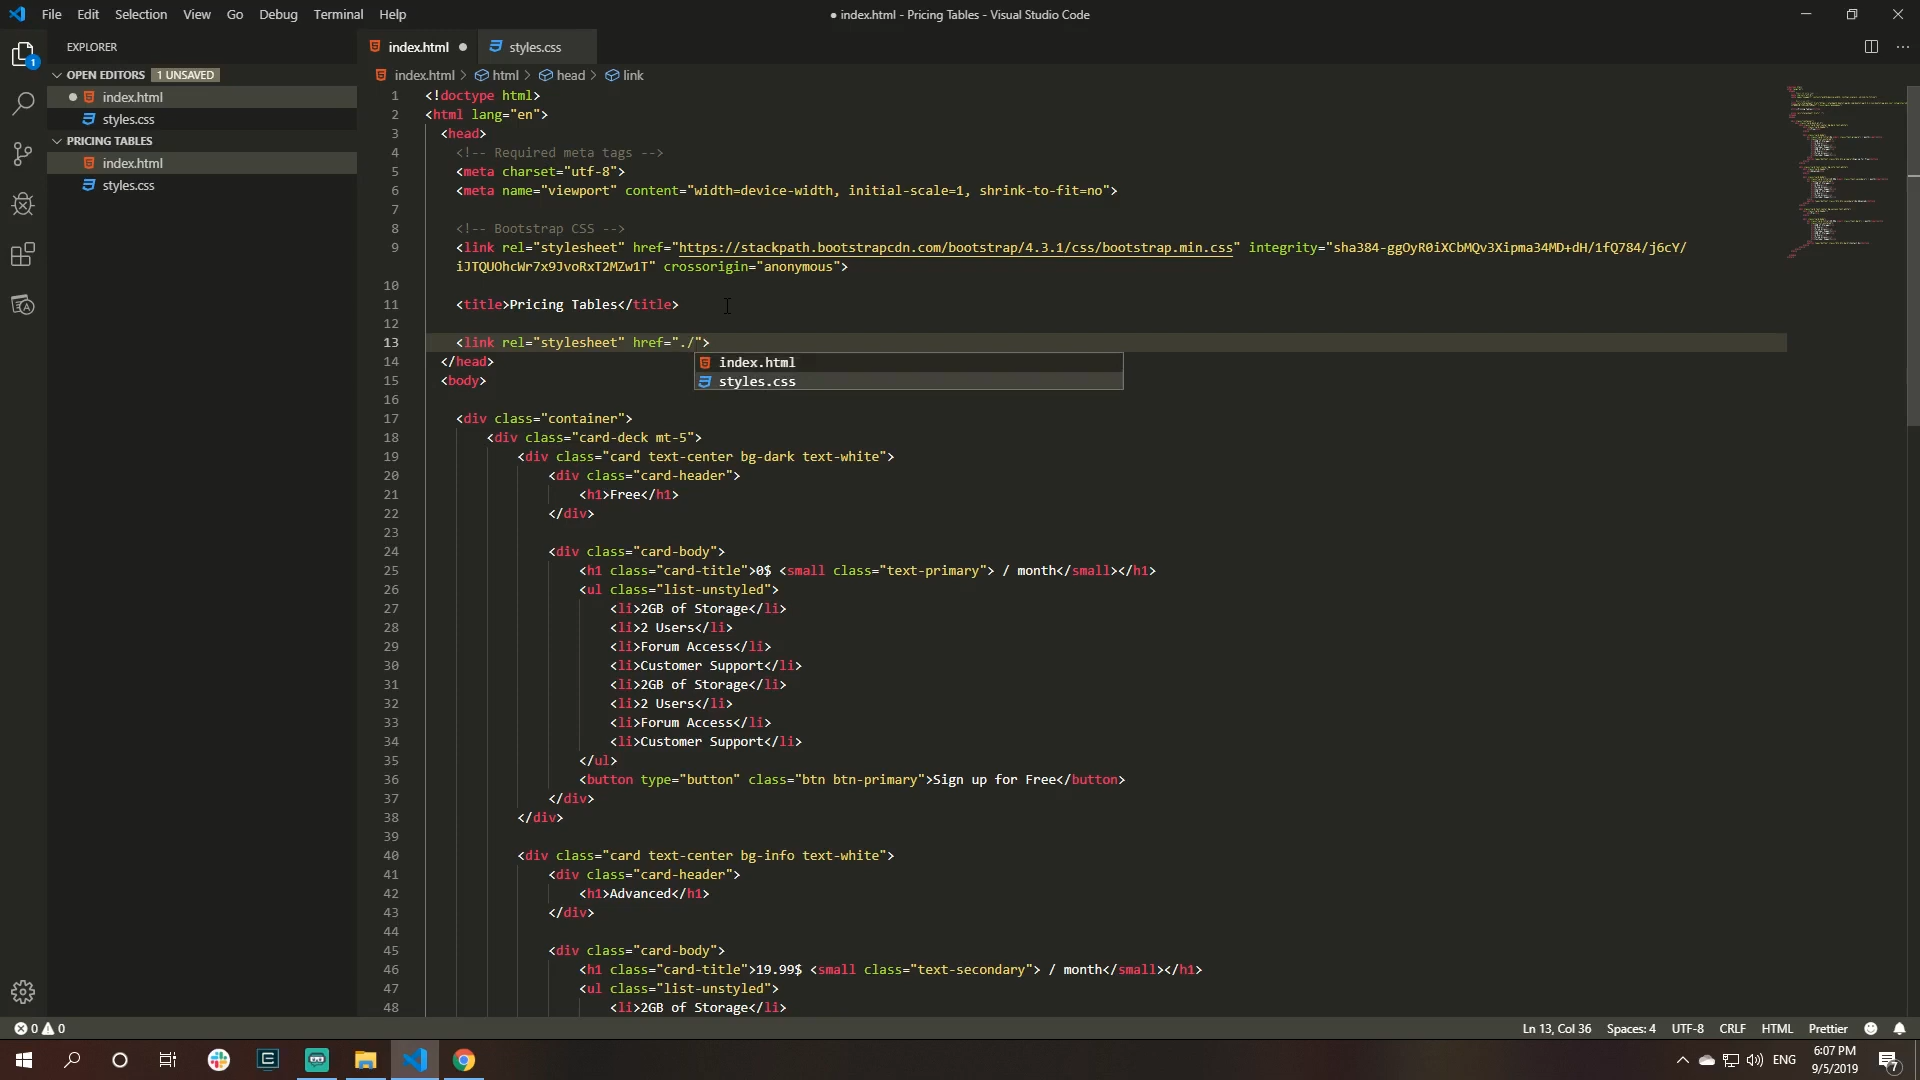 File Edit Selection View Go Debug Terminal Help
● index.html - Pricing Tables - Visual Studio Code
EXPLORER
1
OPEN EDITORS 1 UNSAVED
index.html
styles.css
PRICING TABLES
index.html
styles.css
index.html styles.css
index.html > html > head > link
1 <!doctype html>
2 <html lang="en">
3 <head>
4 <!-- Required meta tags -->
5 <meta charset="utf-8">
6 <meta name="viewport" content="width=device-width, initial-scale=1, shrink-to-fit=no">
7
8 <!-- Bootstrap CSS -->
9 <link rel="stylesheet" href="https://stackpath.bootstrapcdn.com/bootstrap/4.3.1/css/bootstrap.min.css" integrity="sha384-ggOyR0iXCbMQv3Xipma34MD+dH/1fQ784/j6cY/
iJTQUOhcWr7x9JvoRxT2MZw1T" crossorigin="anonymous">
10
11 <title>Pricing Tables</title>
12
13 <link rel="stylesheet" href="./">
index.html
styles.css
14 </head>
15 <body>
16
17 <div class="container">
18 <div class="card-deck mt-5">
19 <div class="card text-center bg-dark text-white">
20 <div class="card-header">
21 <h1>Free</h1>
22 </div>
23
24 <div class="card-body">
25 <h1 class="card-title">0$ <small class="text-primary"> / month</small></h1>
26 <ul class="list-unstyled">
27 <li>2GB of Storage</li>
28 <li>2 Users</li>
29 <li>Forum Access</li>
30 <li>Customer Support</li>
31 <li>2GB of Storage</li>
32 <li>2 Users</li>
33 <li>Forum Access</li>
34 <li>Customer Support</li>
35 </ul>
36 <button type="button" class="btn btn-primary">Sign up for Free</button>
37 </div>
38 </div>
39
40 <div class="card text-center bg-info text-white">
41 <div class="card-header">
42 <h1>Advanced</h1>
43 </div>
44
45 <div class="card-body">
46 <h1 class="card-title">19.99$ <small class="text-secondary"> / month</small></h1>
47 <ul class="list-unstyled">
48 <li>2GB of Storage</li>
0 0
Ln 13, Col 36 Spaces: 4 UTF-8 CRLF HTML Prettier
ENG
6:07 PM
9/5/2019
7